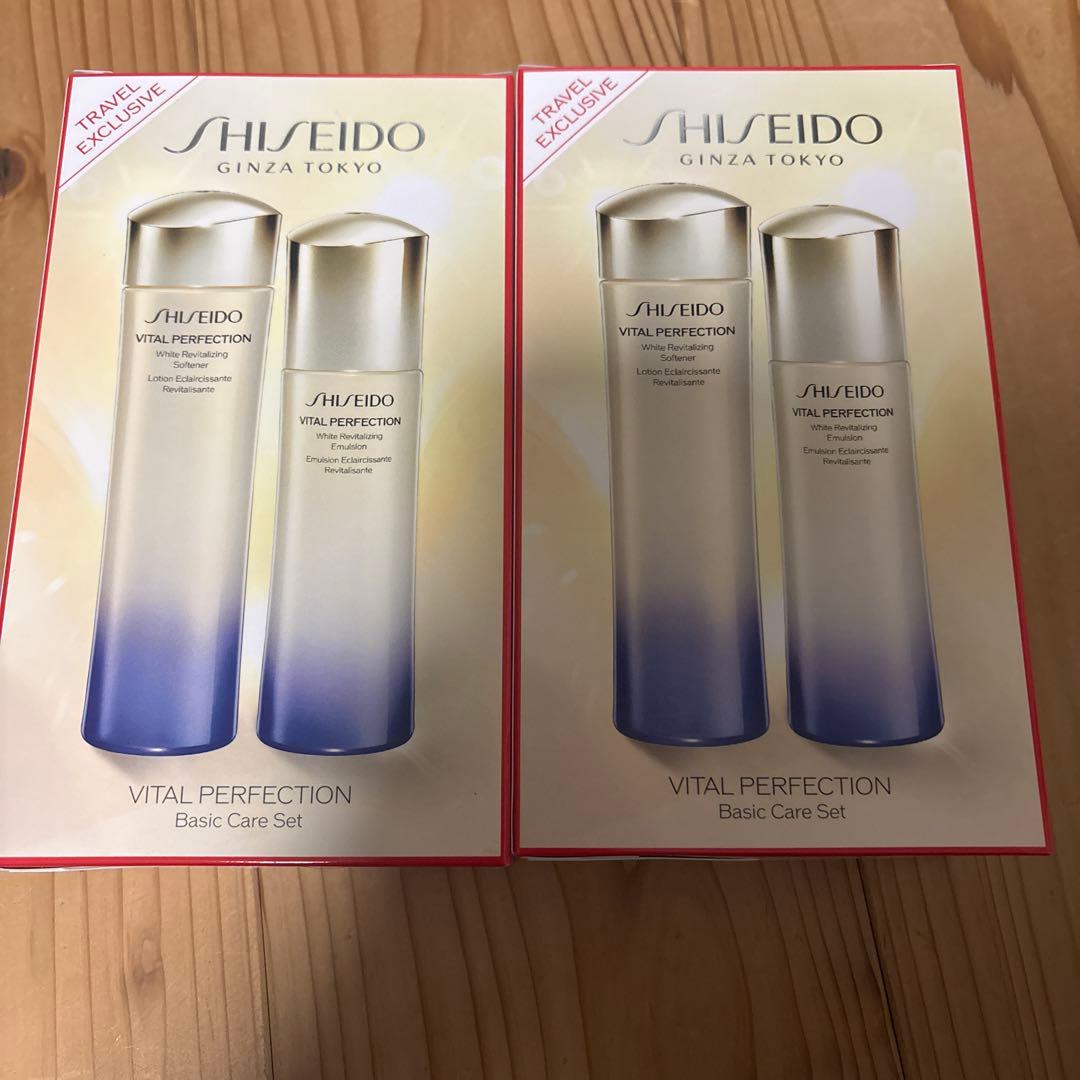 TRAVEL
EXCLUSIVE
SHISEIDO
GINZA TOKYO
SHISEIDO
VITAL PERFECTION
White Revitalizing
Softener
Lotion Eclaircissante
Revitalisante
SHISEIDO
VITAL PERFECTION
White Revitalizing
Emulsion
Emulsion Eclaircissante
Revitalisante
VITAL PERFECTION
Basic Care Set
TRAVEL
EXCLUSIVE
SHISEIDO
GINZA TOKYO
SHISEIDO
VITAL PERFECTION
White Revitalizing
Softener
Lotion Eclaircissante
Revitalisante
SHISEIDO
VITAL PERFECTION
White Revitalizing
Emulsion
Emulsion Eclaircissante
Revitalisante
VITAL PERFECTION
Basic Care Set